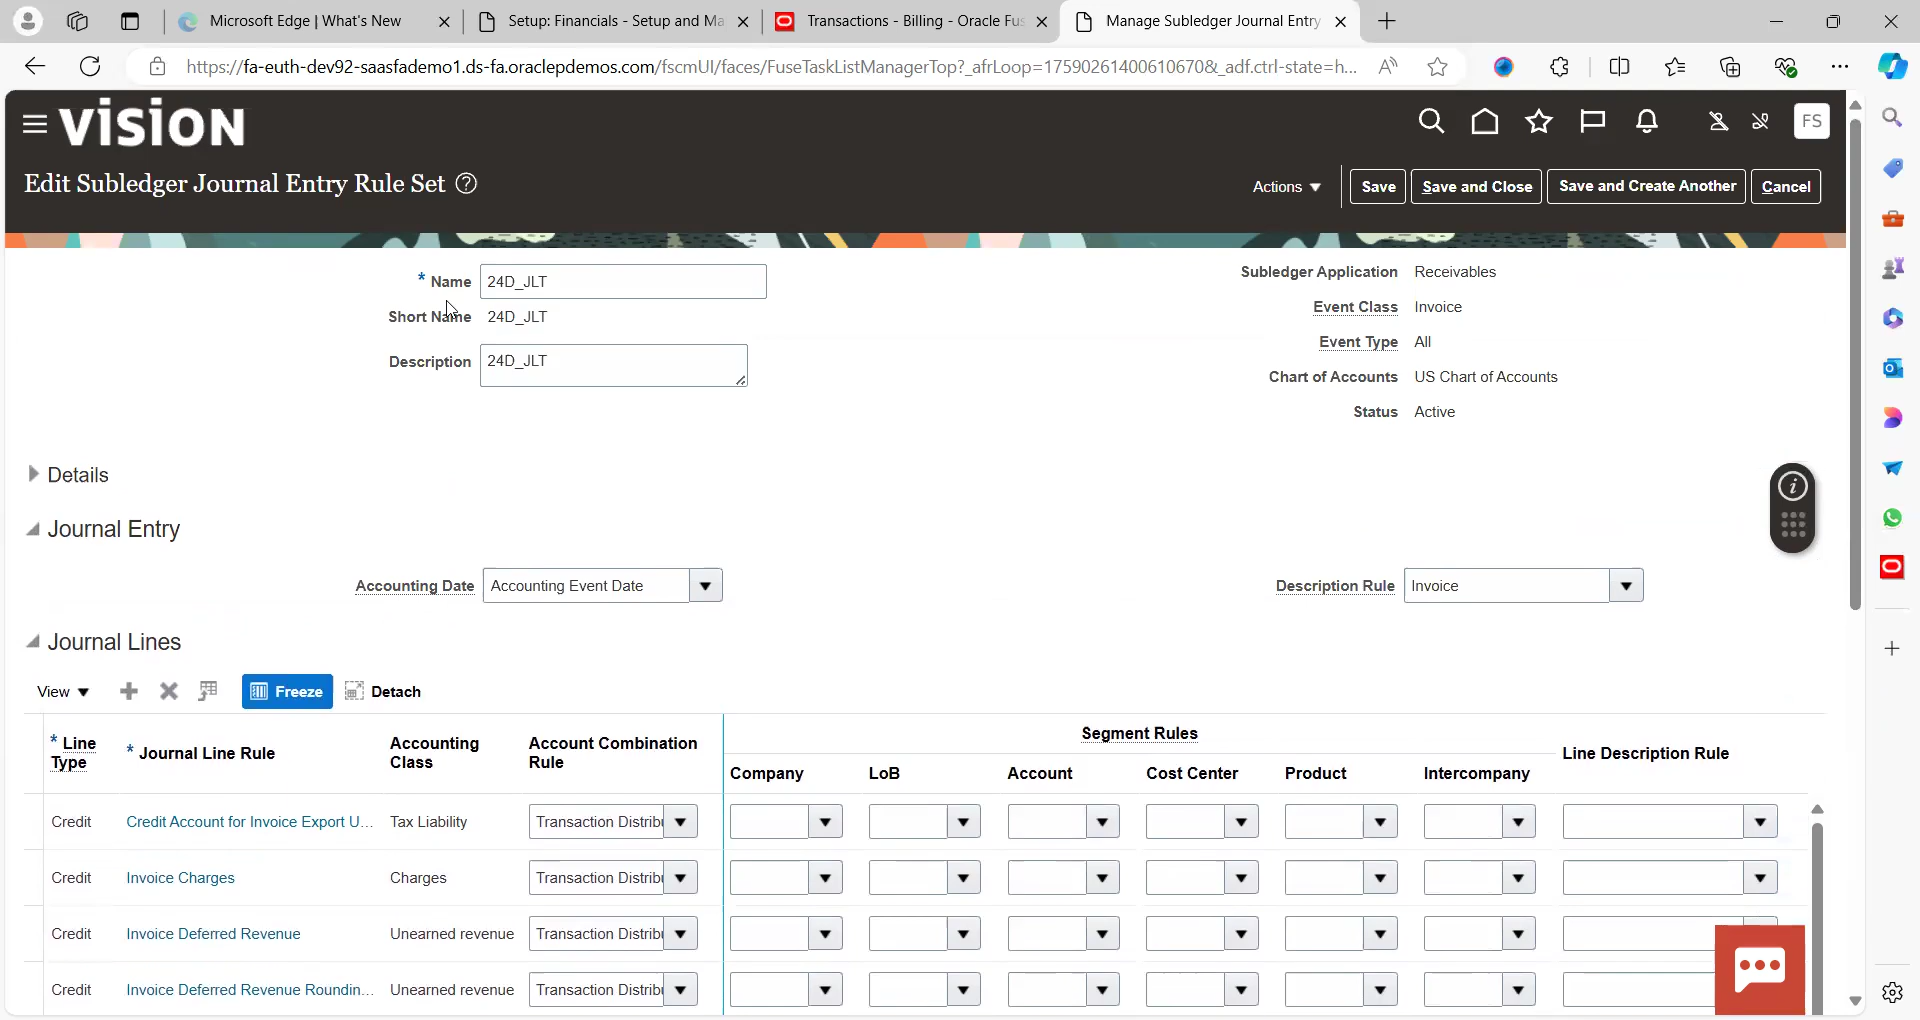 Microsoft Edge | What's New
Setup: Financials - Setup and Ma
Transactions - Billing - Oracle Fus
Manage Subledger Journal Entry
https://fa-euth-dev92-saasfademo1.ds-fa.oraclepdemos.com/fscmUI/faces/FuseTaskListManagerTop?_afrLoop=17590261400610670&_adf.ctrl-state=h...
VISION
FS
Edit Subledger Journal Entry Rule Set
Actions
Save
Save and Close
Save and Create Another
Cancel
* Name 24D_JLT
Short Name 24D_JLT
Description 24D_JLT
Subledger Application Receivables
Event Class Invoice
Event Type All
Chart of Accounts US Chart of Accounts
Status Active
Details
Journal Entry
Accounting Date Accounting Event Date
Description Rule Invoice
Journal Lines
View
Freeze
Detach
* Line Type
* Journal Line Rule
Accounting Class
Account Combination Rule
Segment Rules
Company
LoB
Account
Cost Center
Product
Intercompany
Line Description Rule
Credit Credit Account for Invoice Export U... Tax Liability Transaction Distribu
Credit Invoice Charges Charges Transaction Distribu
Credit Invoice Deferred Revenue Unearned revenue Transaction Distribu
Credit Invoice Deferred Revenue Roundin... Unearned revenue Transaction Distribu